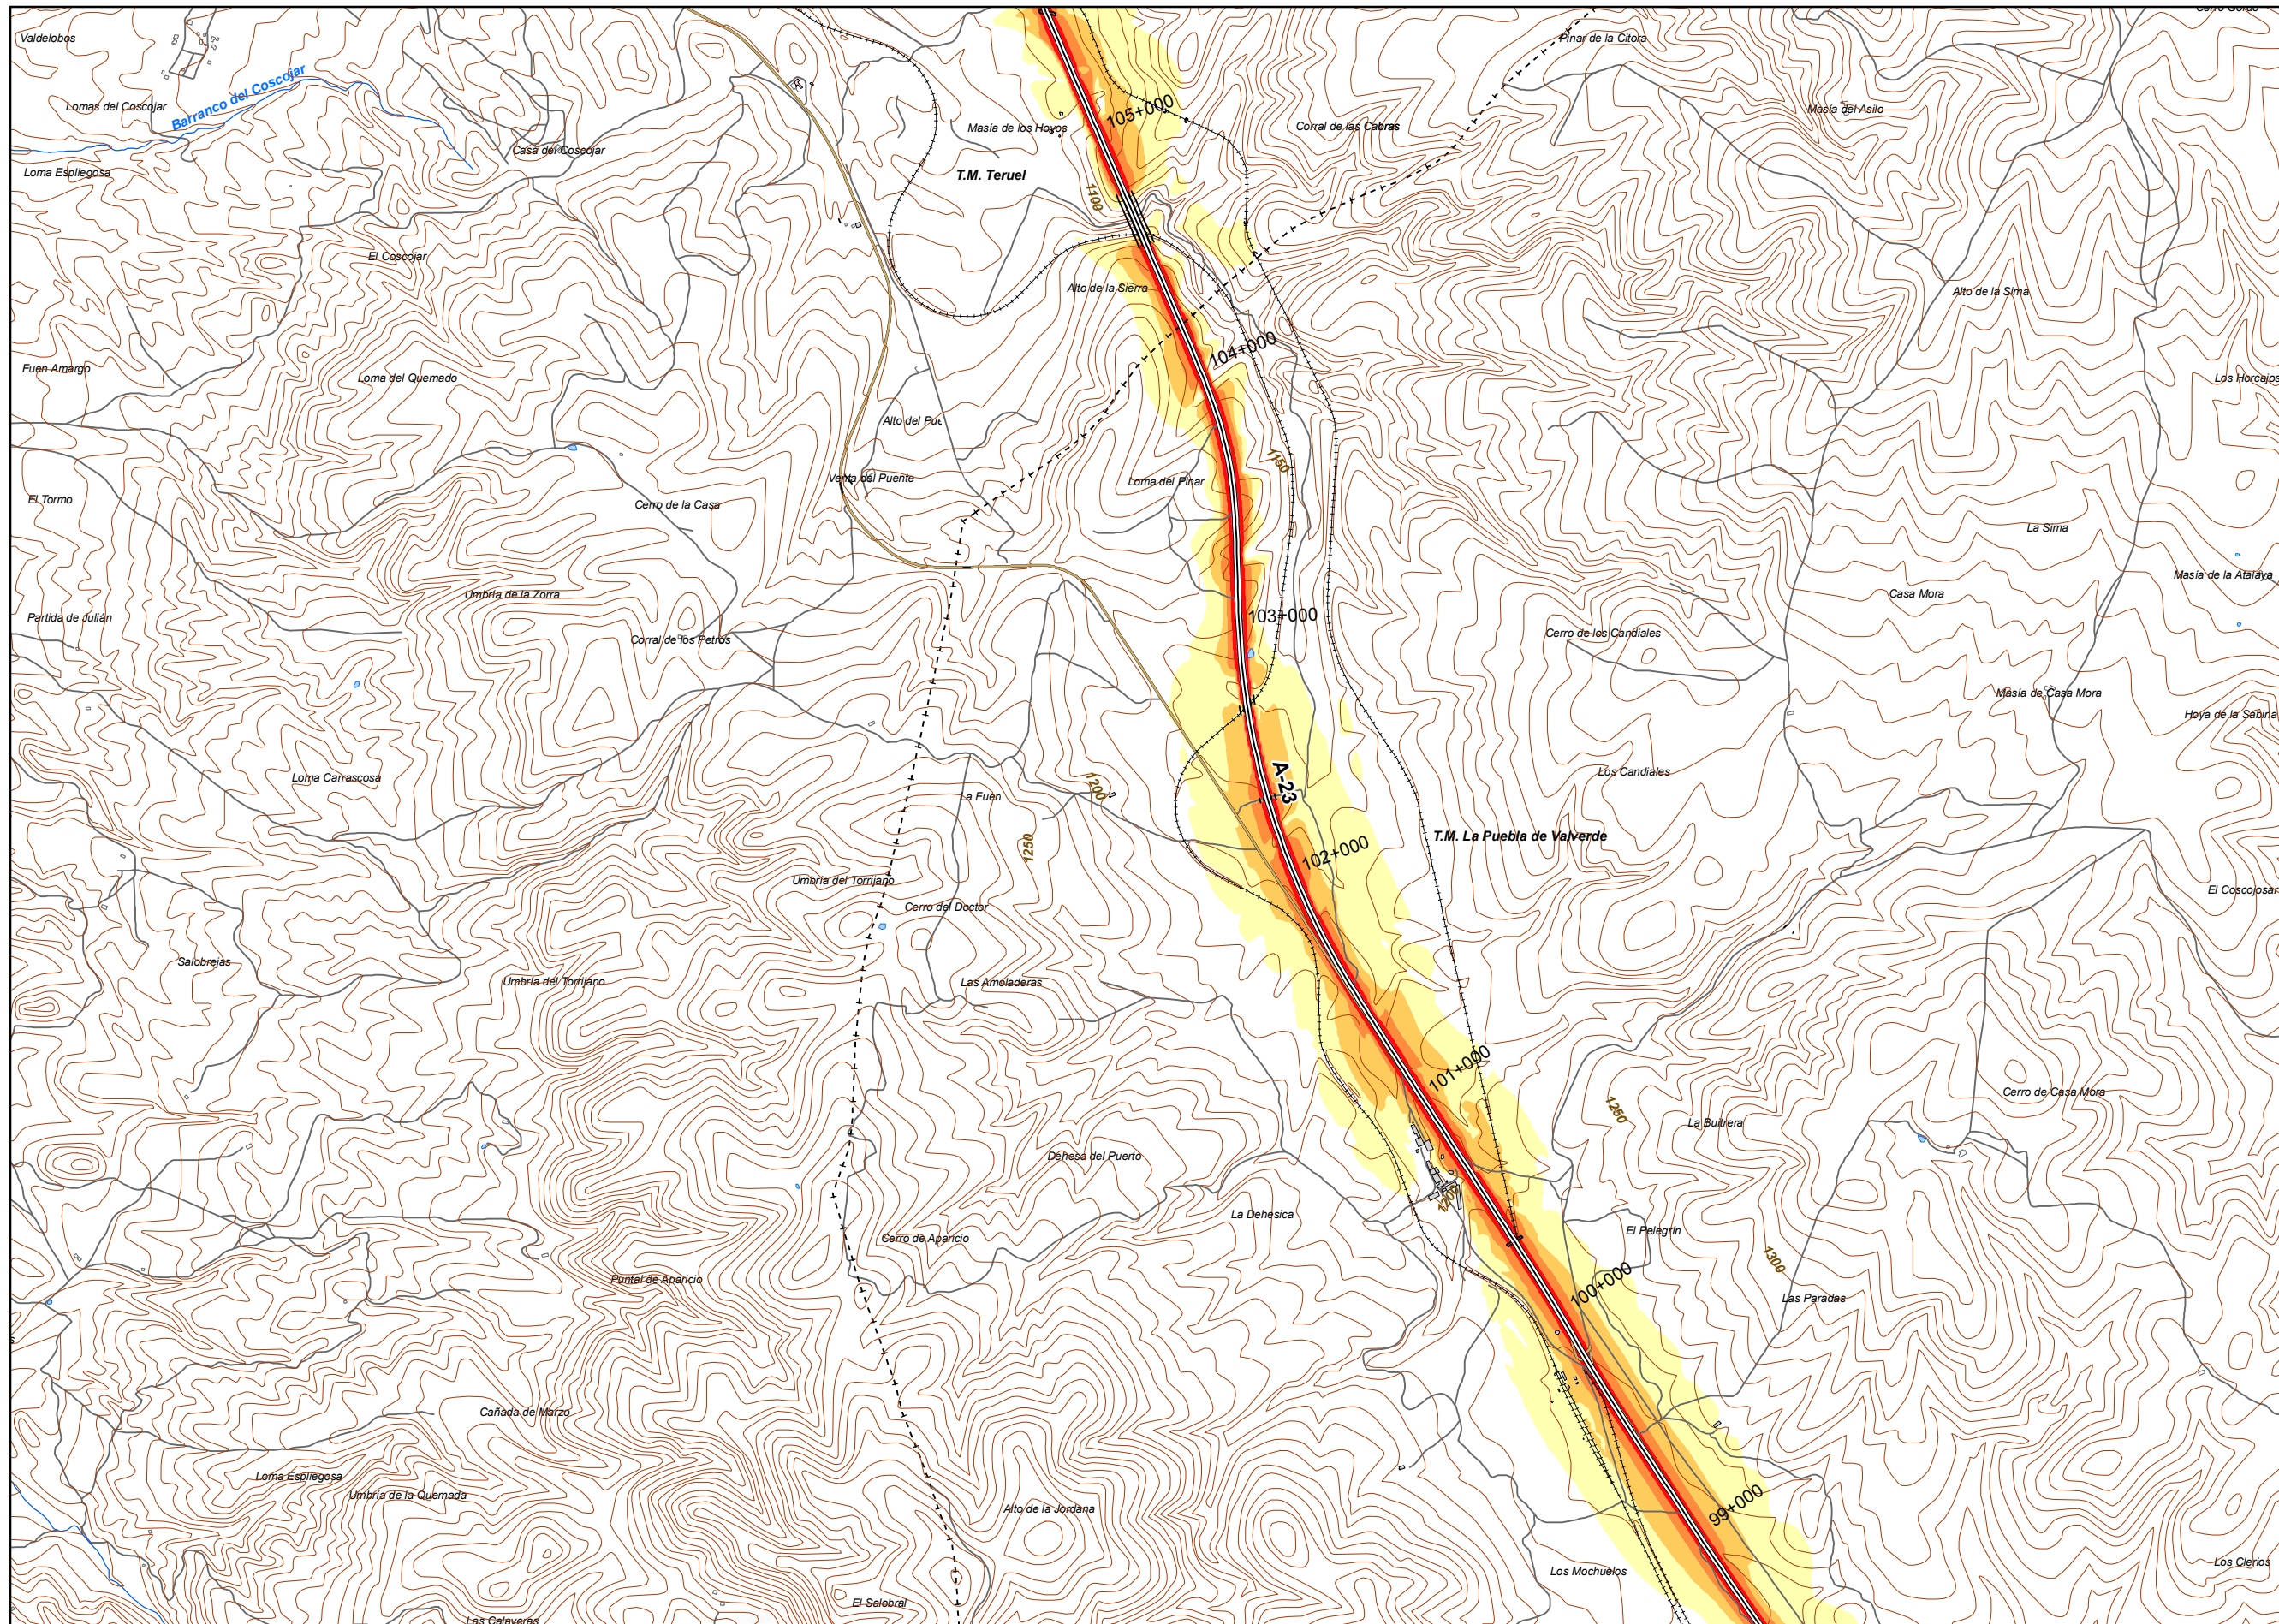 Cerro Gordo
Valdelobos
Pinar de la Citora
Barranco del Coscojar
Lomas del Coscojar
105+000
Masía del Asilo
Masía de los Hoyos
Corral de las Cabras
Casa del Coscojar
Loma Espliegosa
T.M. Teruel
1100
El Coscojar
Alto de la Sierra
Alto de la Sima
104+000
Fuen Amargo
Loma del Quemado
Los Horcajos
Alto del
1150
Venta del Puente
Loma del Pinar
El Tormo
Cerro de la Casa
La Sima
Masía de la Atalaya
Umbría de la Zorra
Casa Mora
Partida de Julián
103+000
Corral de los Petros
Cerro de los Candiales
Masía de Casa Mora
Hoya de la Sabina
Loma Carrascosa
Los Candiales
A-23
1200
La Fuen
T.M. La Puebla de Valverde
1250
102+000
Umbría del Torrijano
El Coscojosar
Cerro del Doctor
Salobrejas
Umbría del Torrijano
Las Amoladeras
101+000
Cerro de Casa Mora
1250
La Buitrera
Dehesa del Puerto
1200
La Dehesica
El Pelegrín
Cerro de Aparicio
1300
Puntal de Aparicio
100+000
Las Paradas
Cañada de Marzo
Loma Espliegosa
Umbría de la Quemada
99+000
Alto de la Jordana
Los Clerios
Los Mochuelos
El Salobral
Las Calaveras